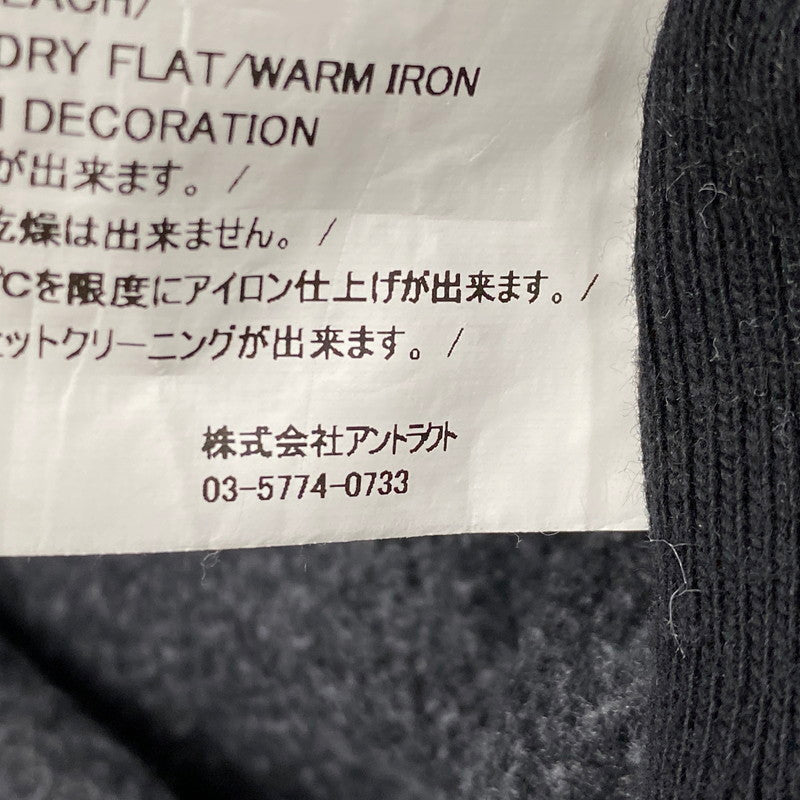 DRY FLAT/WARM IRON
DECORATION
が出来ます。/
乾燥は出来ません。/
℃を限度にアイロン仕上げが出来ます。/
ェットクリーニングが出来ます。/
株式会社アントラクト
03-5774-0733